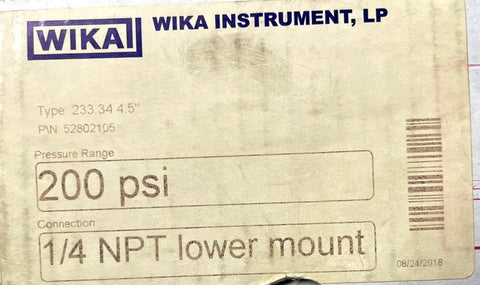 WIKA
WIKA INSTRUMENT, LP
Type: 233.34 4.5"
P\N: 52802105
Pressure Range
200 psi
Connection
1/4 NPT lower mount
08/24/2018